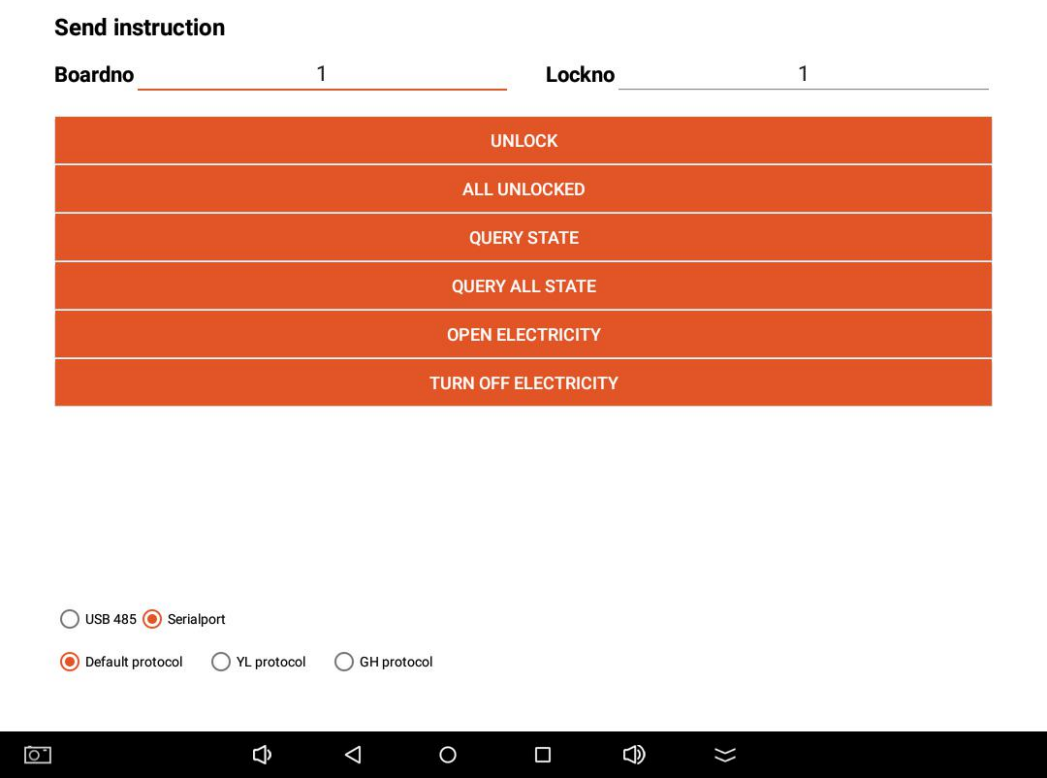 Send instruction
Boardno 1 Lockno 1
UNLOCK
ALL UNLOCKED
QUERY STATE
QUERY ALL STATE
OPEN ELECTRICITY
TURN OFF ELECTRICITY
USB 485 Serialport
Default protocol YL protocol GH protocol